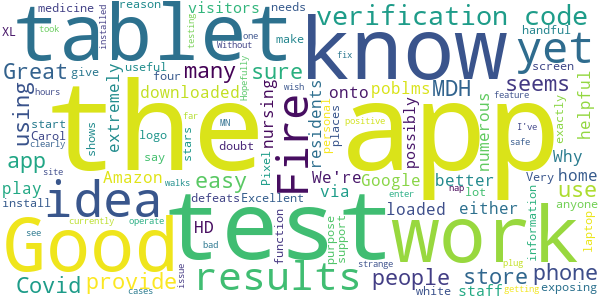 XL
medicine
reason
installed
took
visitors
needs
make
one
Without
testing
tablet
know
verification code
handful
fix
screen
yet
Great
give
useful
four
many
sure
wish
Hopefully
MDH
seems
helpful
using
extremely
downloaded
onto
poblms
numerous
start
Carol
shows
logo
stars
MN
the
Fire
nursing
residents
personal
places
possibly
app
feature
I've
exactly
safe
clearly
say
doubt
far
positive
app
site
hours
Amazon
easy
Pixel
We're
Google
better
Why
home
play
via
lot
Very
use
install
walks
defeatsExcellent
loaded
either
information
anyone
enter
nap
idea
test
work
laptop
HD
function
purpose
support
Good
see
currently
operate
bad
strange
plug
Covid
provide
issue
results
people
store
phone
cases
white
staff
getting
exposing